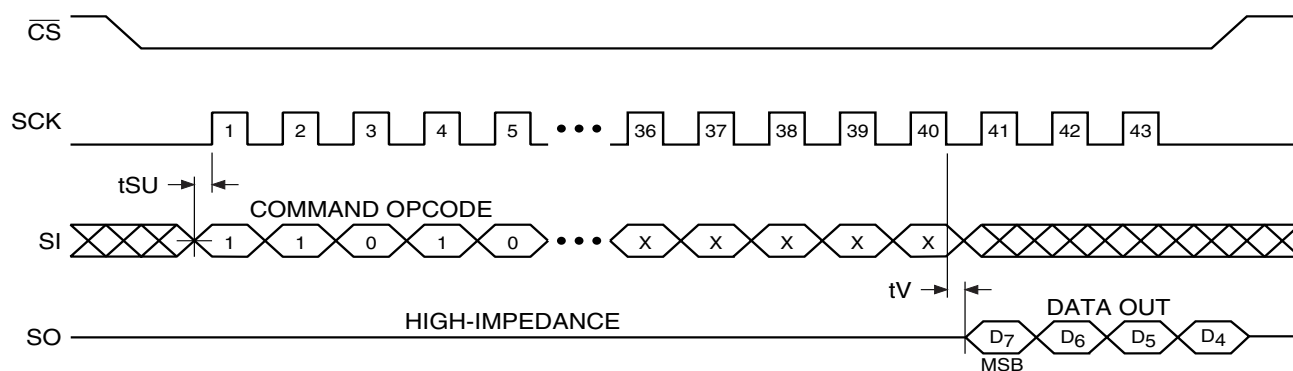 CS
SCK
1 2 3 4 5 ••• 36 37 38 39 40 41 42 43
tSU
COMMAND OPCODE
SI
1 1 0 1 0 ••• X X X X X
tV
HIGH-IMPEDANCE
DATA OUT
SO
D7 D6 D5 D4
MSB